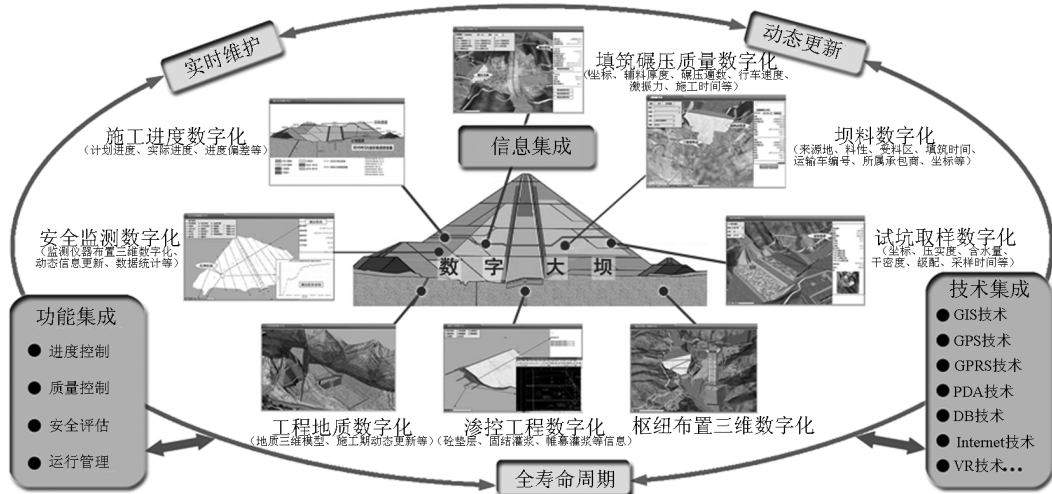 实时维护
动态更新
填筑碾压质量数字化
(坐标、辅料厚度、碾压遍数、行车速度、
激振力、施工时间等)
施工进度数字化
(计划进度、实际进度、进度偏差等)
信息集成
坝料数字化
(来源地、料性、受料区、填筑时间、
运输车编号、所属承包商、坐标等)
安全监测数字化
(监测仪器布置三维数字化、
动态信息更新、数据统计等)
试坑取样数字化
(坐标、压实度、含水量、
干密度、级配、采样时间等)
数字大坝
功能集成
进度控制
质量控制
安全评估
运行管理
技术集成
GIS技术
GPS技术
GPRS技术
PDA技术
DB技术
Internet技术
VR技术...
工程地质数字化
(地质三维模型、施工期动态更新等)
渗控工程数字化
(砼垫层、固结灌浆、帷幕灌浆等信息)
枢纽布置三维数字化
全寿命周期